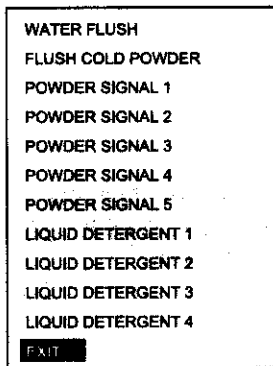 WATER FLUSH
FLUSH COLD POWDER
POWDER SIGNAL 1
POWDER SIGNAL 2
POWDER SIGNAL 3
POWDER SIGNAL 4
POWDER SIGNAL 5
LIQUID DETERGENT 1
LIQUID DETERGENT 2
LIQUID DETERGENT 3
LIQUID DETERGENT 4
EXIT